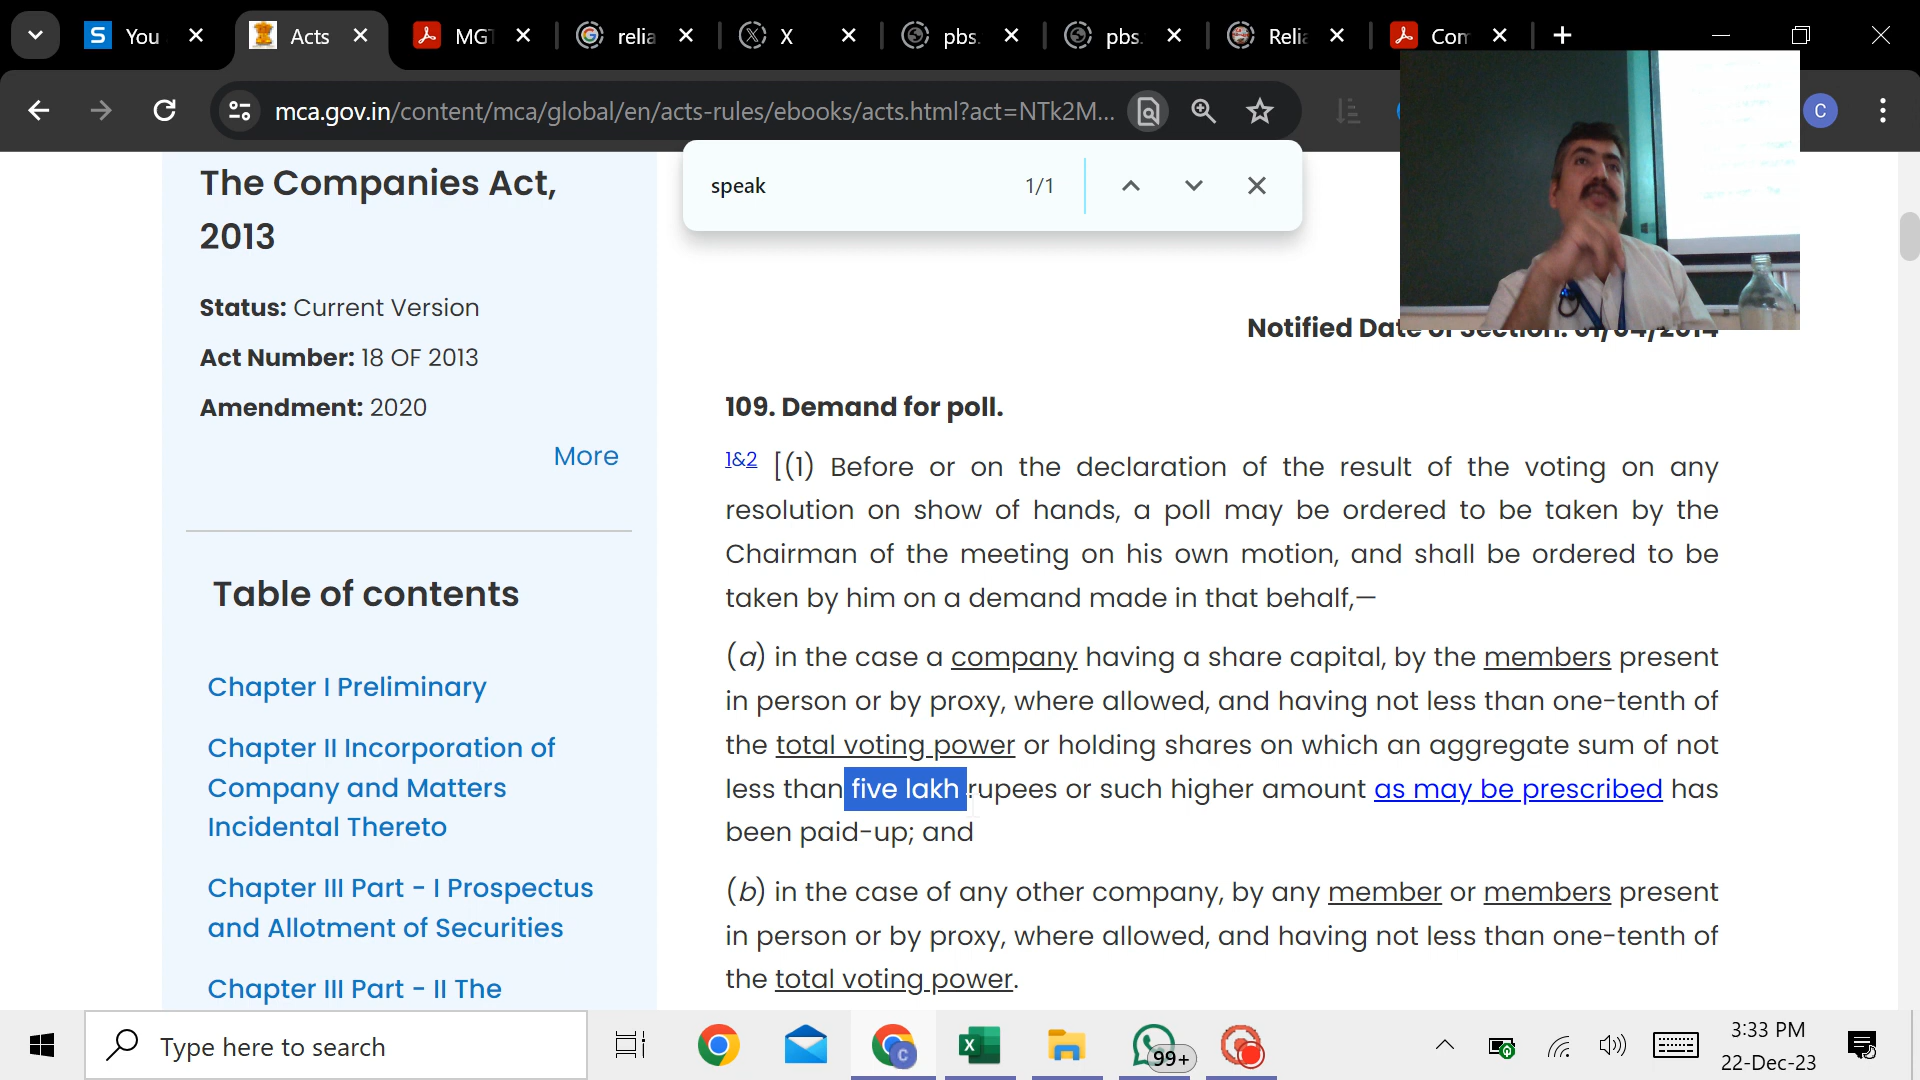 You
Acts
MGT
relia
X
pbs.
pbs.
Relia
Com
mca.gov.in/content/mca/global/en/acts-rules/ebooks/acts.html?act=NTk2M...
C
speak 1/1
The Companies Act,
2013
Status: Current Version
Act Number: 18 OF 2013
Amendment: 2020
More
Table of contents
Chapter I Preliminary
Chapter II Incorporation of
Company and Matters
Incidental Thereto
Chapter III Part - I Prospectus
and Allotment of Securities
Chapter III Part - II The
Notified Date of Section: 01/04/2014
109. Demand for poll.
1&2 [(1) Before or on the declaration of the result of the voting on any
resolution on show of hands, a poll may be ordered to be taken by the
Chairman of the meeting on his own motion, and shall be ordered to be
taken by him on a demand made in that behalf,—
(a) in the case a company having a share capital, by the members present
in person or by proxy, where allowed, and having not less than one-tenth of
the total voting power or holding shares on which an aggregate sum of not
less than five lakh rupees or such higher amount as may be prescribed has
been paid-up; and
(b) in the case of any other company, by any member or members present
in person or by proxy, where allowed, and having not less than one-tenth of
the total voting power.
Type here to search
99+
3:33 PM
22-Dec-23